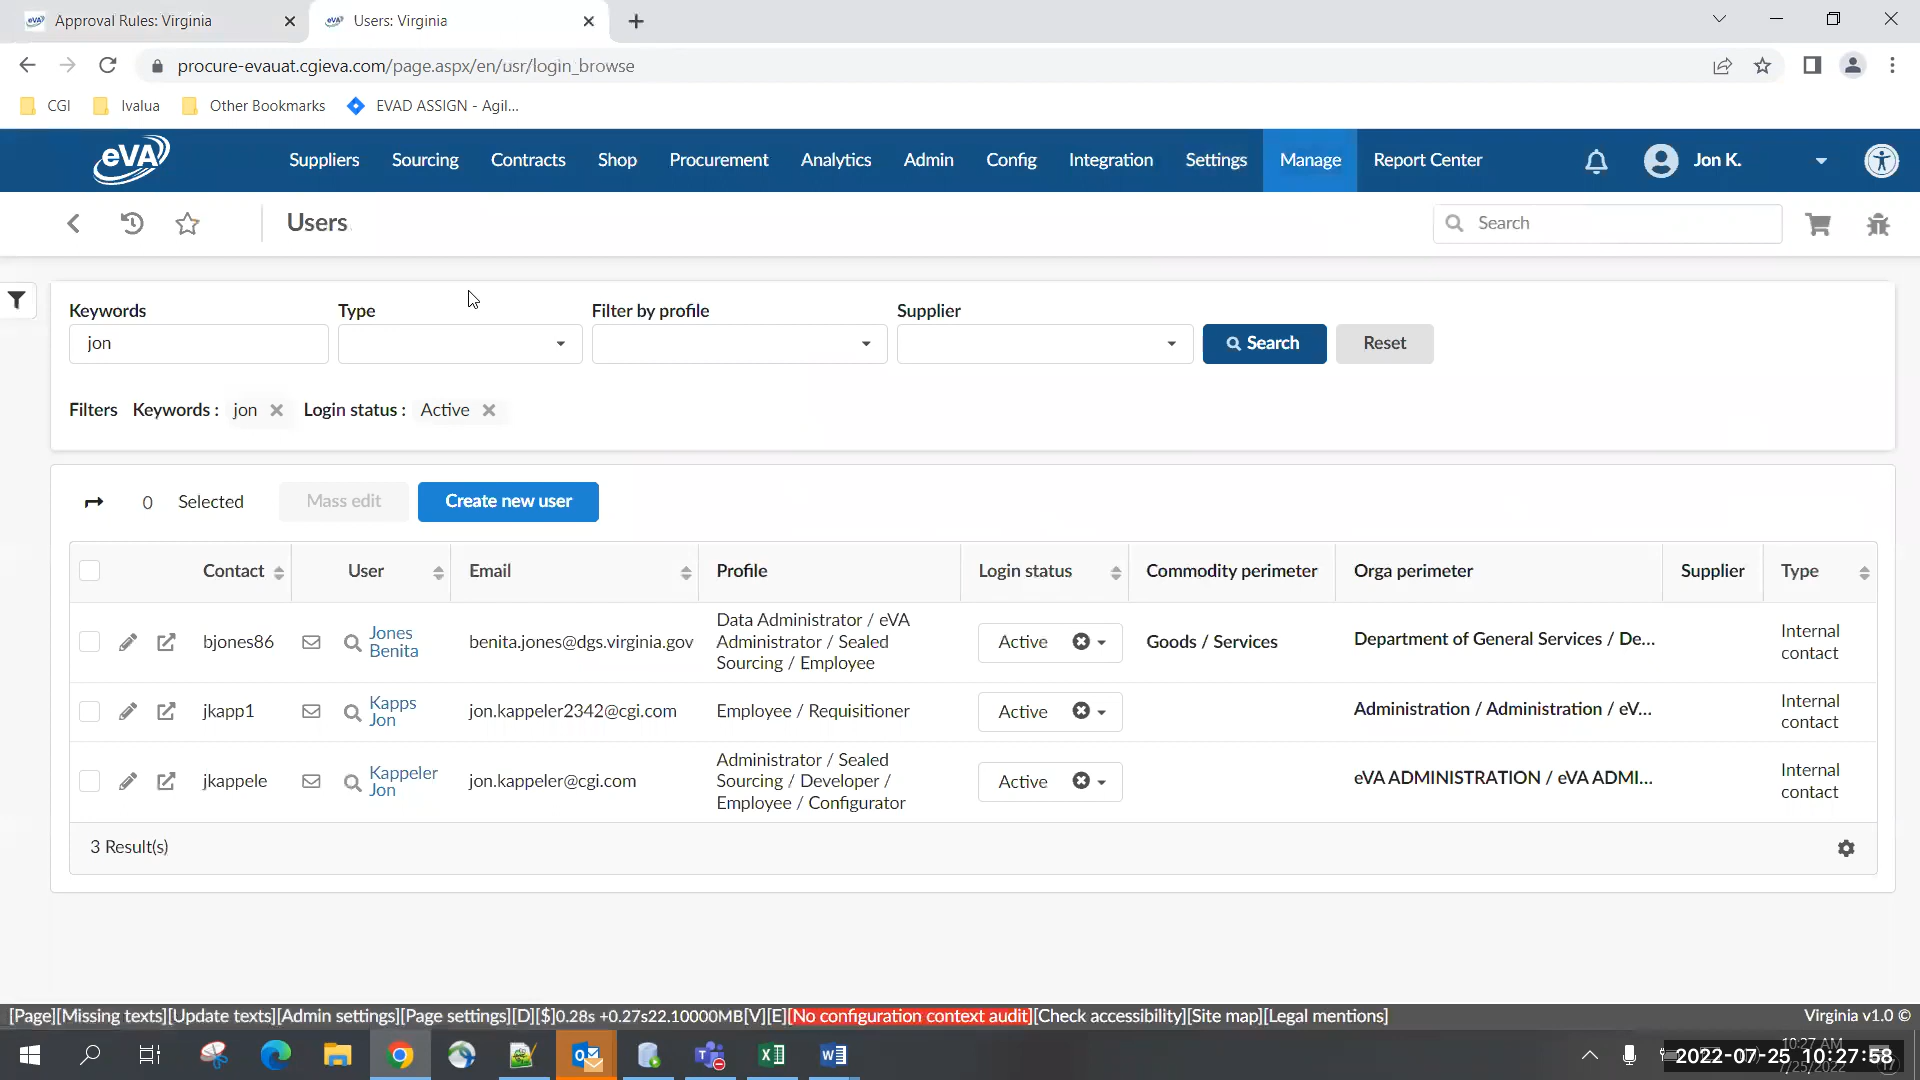 Approval Rules: Virginia
Users: Virginia
procure-evauat.cgieva.com/page.aspx/en/usr/login_browse
CGI
Ivalua
Other Bookmarks
EVAD ASSIGN - Agil...
eVA
Suppliers
Sourcing
Contracts
Shop
Procurement
Analytics
Admin
Config
Integration
Settings
Manage
Report Center
Jon K.
Users
Search
Keywords
Type
Filter by profile
Supplier
jon
Search
Reset
Filters Keywords : jon Login status : Active
0 Selected
Mass edit
Create new user
Contact
User
Email
Profile
Login status
Commodity perimeter
Orga perimeter
Supplier
Type
bjones86
Jones
Benita
benita.jones@dgs.virginia.gov
Data Administrator / eVA
Administrator / Sealed
Sourcing / Employee
Active
Goods / Services
Department of General Services / De...
Internal
contact
jkapp1
Kapps
Jon
jon.kappeler2342@cgi.com
Employee / Requisitioner
Active
Administration / Administration / eV...
Internal
contact
jkappele
Kappeler
Jon
jon.kappeler@cgi.com
Administrator / Sealed
Sourcing / Developer /
Employee / Configurator
Active
eVA ADMINISTRATION / eVA ADMI...
Internal
contact
3 Result(s)
[Page][Missing texts][Update texts][Admin settings][Page settings][D][$]0.28s +0.27s22.10000MB[V][E][No configuration context audit][Check accessibility][Site map][Legal mentions]
Virginia v1.0 ©
10:27 AM
2022-07-25 10:27:58
7/25/2022